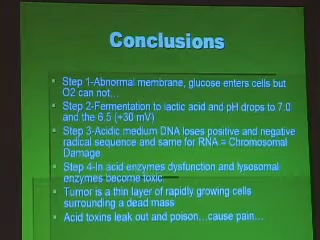 Conclusions
Step 1-Abnormal membrane, glucose enters cells but
O2 can not...
Step 2-Fermentation to lactic acid and pH drops to 7.0
and the 6.5 (+30 mV)
Step 3-Acidic medium DNA loses positive and negative
radical sequence and same for RNA = Chromosomal
Damage
Step 4-In acid enzymes dysfunction and lysosomal
enzymes become toxic
Tumor is a thin layer of rapidly growing cells
surrounding a dead mass
Acid toxins leak out and poison...cause pain...